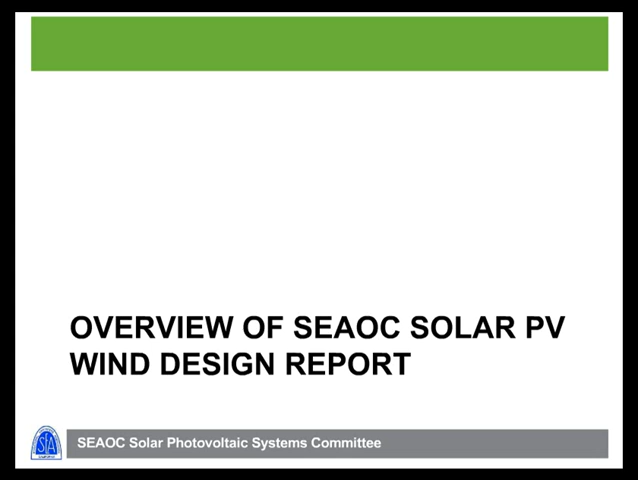 OVERVIEW OF SEAOC SOLAR PV
WIND DESIGN REPORT
SEAOC Solar Photovoltaic Systems Committee